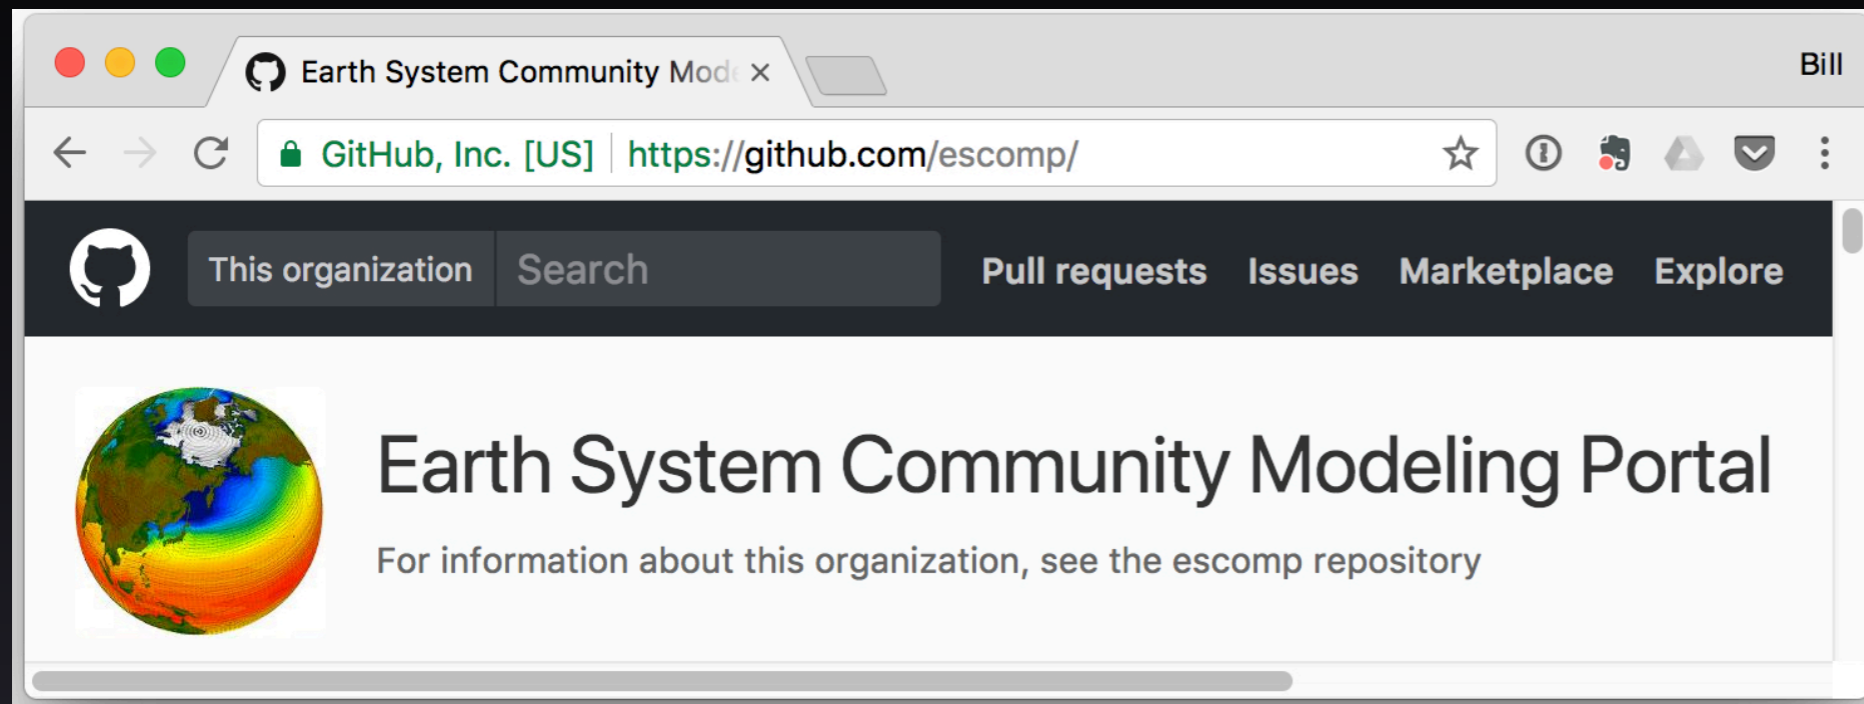 Earth System Community Mod
Bill
GitHub, Inc. [US] https://github.com/escomp/
This organization Search Pull requests Issues Marketplace Explore
Earth System Community Modeling Portal
For information about this organization, see the escomp repository